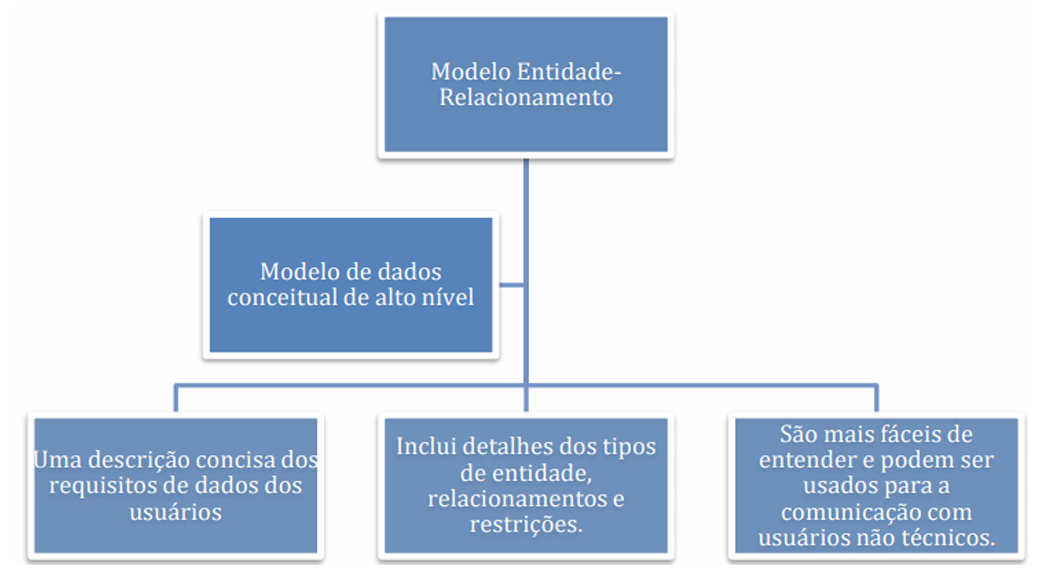 Modelo Entidade-
Relacionamento
Modelo de dados
conceitual de alto nível
Uma descrição concisa dos
requisitos de dados dos
usuários
Inclui detalhes dos tipos
de entidade,
relacionamentos e
restrições.
São mais fáceis de
entender e podem ser
usados para a
comunicação com
usuários não técnicos.